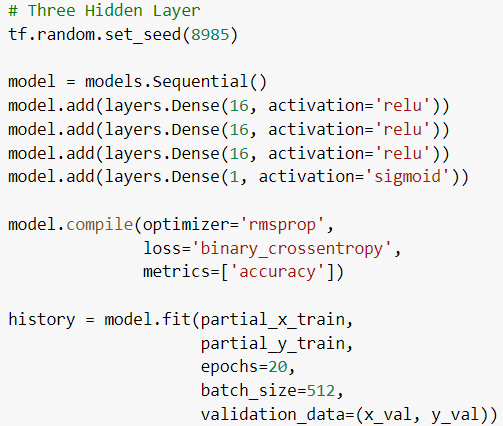 # Three Hidden Layer
tf.random.set_seed(8985)
model = models.Sequential()
model.add(layers.Dense(16, activation='relu'))
model.add(layers.Dense(16, activation='relu'))
model.add(layers.Dense(16, activation='relu'))
model.add(layers.Dense(1, activation='sigmoid'))
model.compile(optimizer='rmsprop',
loss='binary_crossentropy',
metrics=['accuracy'])
history = model.fit(partial_x_train,
partial_y_train,
epochs=20,
batch_size=512,
validation_data=(x_val, y_val))